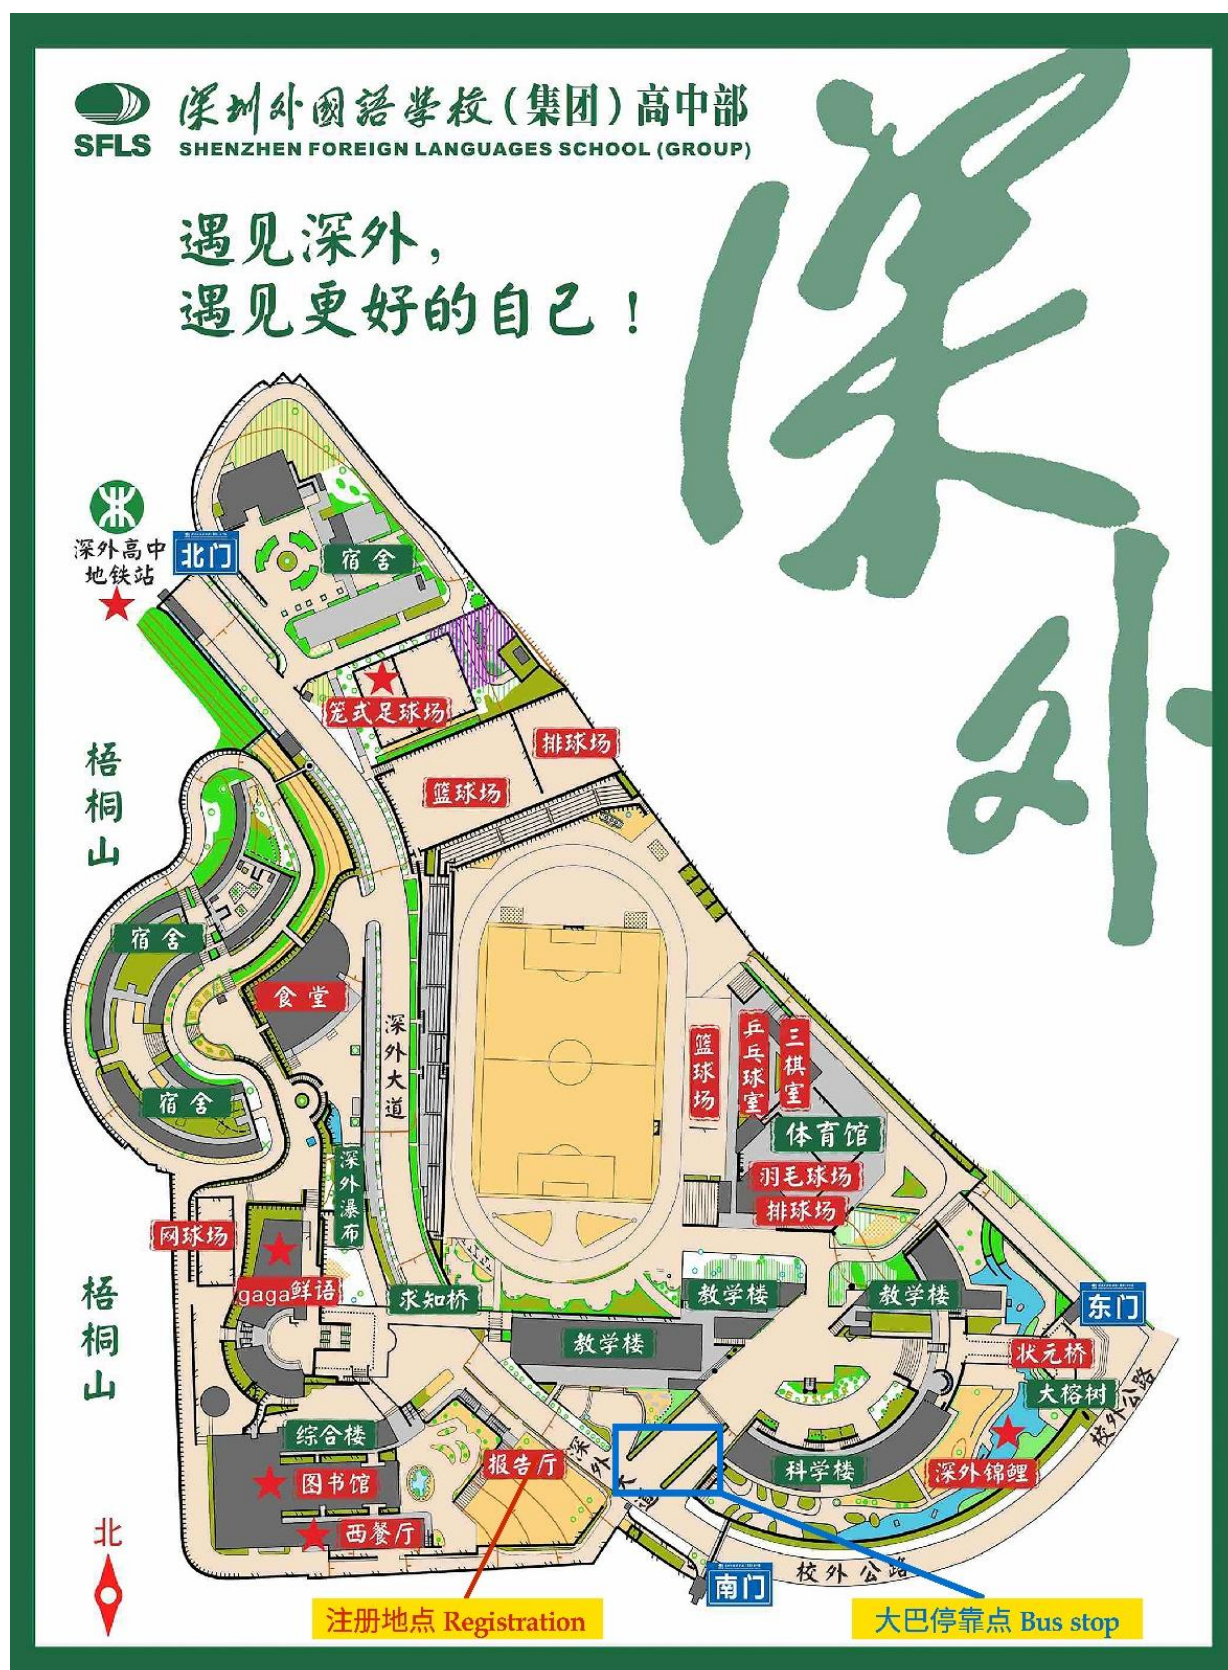 深圳外國語學校(集团)高中部
SFLS
SHENZHEN FOREIGN LANGUAGES SCHOOL (GROUP)
遇见深外，
遇见更好的自己！
深外
深外高中
地铁站
北门
宿舍
笼式足球场
排球场
篮球场
梧桐山
宿舍
食堂
深外大道
宿舍
深外瀑布
篮球场
乒乓球室
三棋室
体育馆
羽毛球场
排球场
网球场
gaga鲜语
求知桥
教学楼
教学楼
教学楼
东门
状元桥
大榕树
校外公路
梧桐山
综合楼
图书馆
西餐厅
报告厅
深外大道
科学楼
深外锦鲤
北
校外公路
南门
注册地点 Registration
大巴停靠点 Bus stop